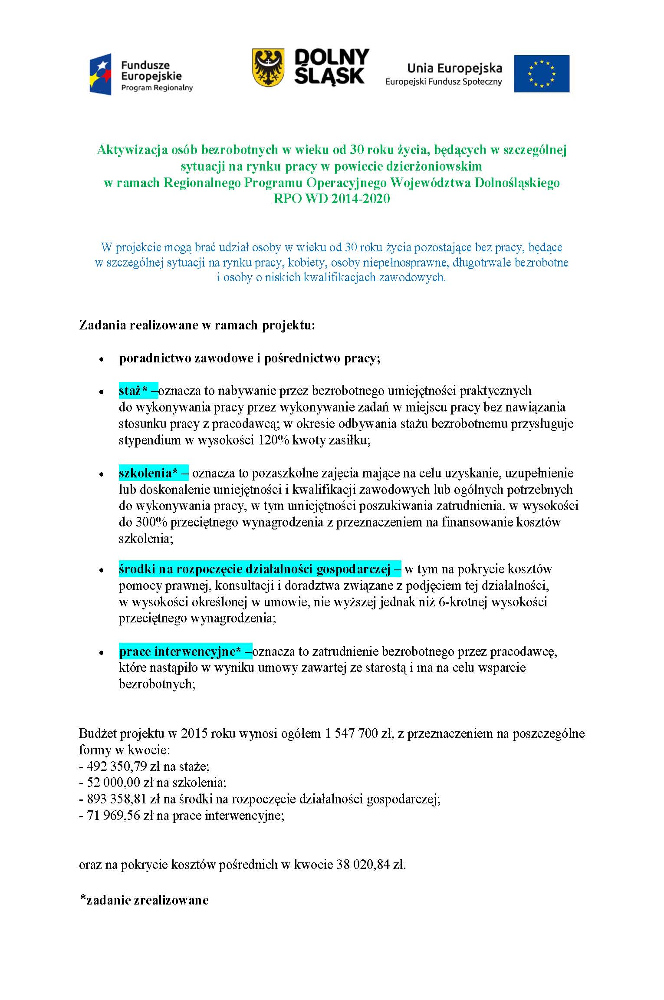 Fundusze
Europejskie
Program Regionalny
DOLNY
ŚLĄSK
Unia Europejska
Europejski Fundusz Społeczny
Aktywizacja osób bezrobotnych w wieku od 30 roku życia, będących w szczególnej
sytuacji na rynku pracy w powiecie dzierżoniowskim
w ramach Regionalnego Programu Operacyjnego Województwa Dolnośląskiego
RPO WD 2014-2020
W projekcie mogą brać udział osoby w wieku od 30 roku życia pozostające bez pracy, będące
w szczególnej sytuacji na rynku pracy, kobiety, osoby niepełnosprawne, długotrwale bezrobotne
i osoby o niskich kwalifikacjach zawodowych.
Zadania realizowane w ramach projektu:
• poradnictwo zawodowe i pośrednictwo pracy;
• staż* –oznacza to nabywanie przez bezrobotnego umiejętności praktycznych
do wykonywania pracy przez wykonywanie zadań w miejscu pracy bez nawiązania
stosunku pracy z pracodawcą; w okresie odbywania stażu bezrobotnemu przysługuje
stypendium w wysokości 120% kwoty zasiłku;
• szkolenia* – oznacza to pozaszkolne zajęcia mające na celu uzyskanie, uzupełnienie
lub doskonalenie umiejętności i kwalifikacji zawodowych lub ogólnych potrzebnych
do wykonywania pracy, w tym umiejętności poszukiwania zatrudnienia, w wysokości
do 300% przeciętnego wynagrodzenia z przeznaczeniem na finansowanie kosztów
szkolenia;
• środki na rozpoczęcie działalności gospodarczej – w tym na pokrycie kosztów
pomocy prawnej, konsultacji i doradztwa związane z podjęciem tej działalności,
w wysokości określonej w umowie, nie wyższej jednak niż 6-krotnej wysokości
przeciętnego wynagrodzenia;
• prace interwencyjne* –oznacza to zatrudnienie bezrobotnego przez pracodawcę,
które nastąpiło w wyniku umowy zawartej ze starostą i ma na celu wsparcie
bezrobotnych;
Budżet projektu w 2015 roku wynosi ogółem 1 547 700 zł, z przeznaczeniem na poszczególne
formy w kwocie:
- 492 350,79 zł na staże;
- 52 000,00 zł na szkolenia;
- 893 358,81 zł na środki na rozpoczęcie działalności gospodarczej;
- 71 969,56 zł na prace interwencyjne;
oraz na pokrycie kosztów pośrednich w kwocie 38 020,84 zł.
*zadanie zrealizowane